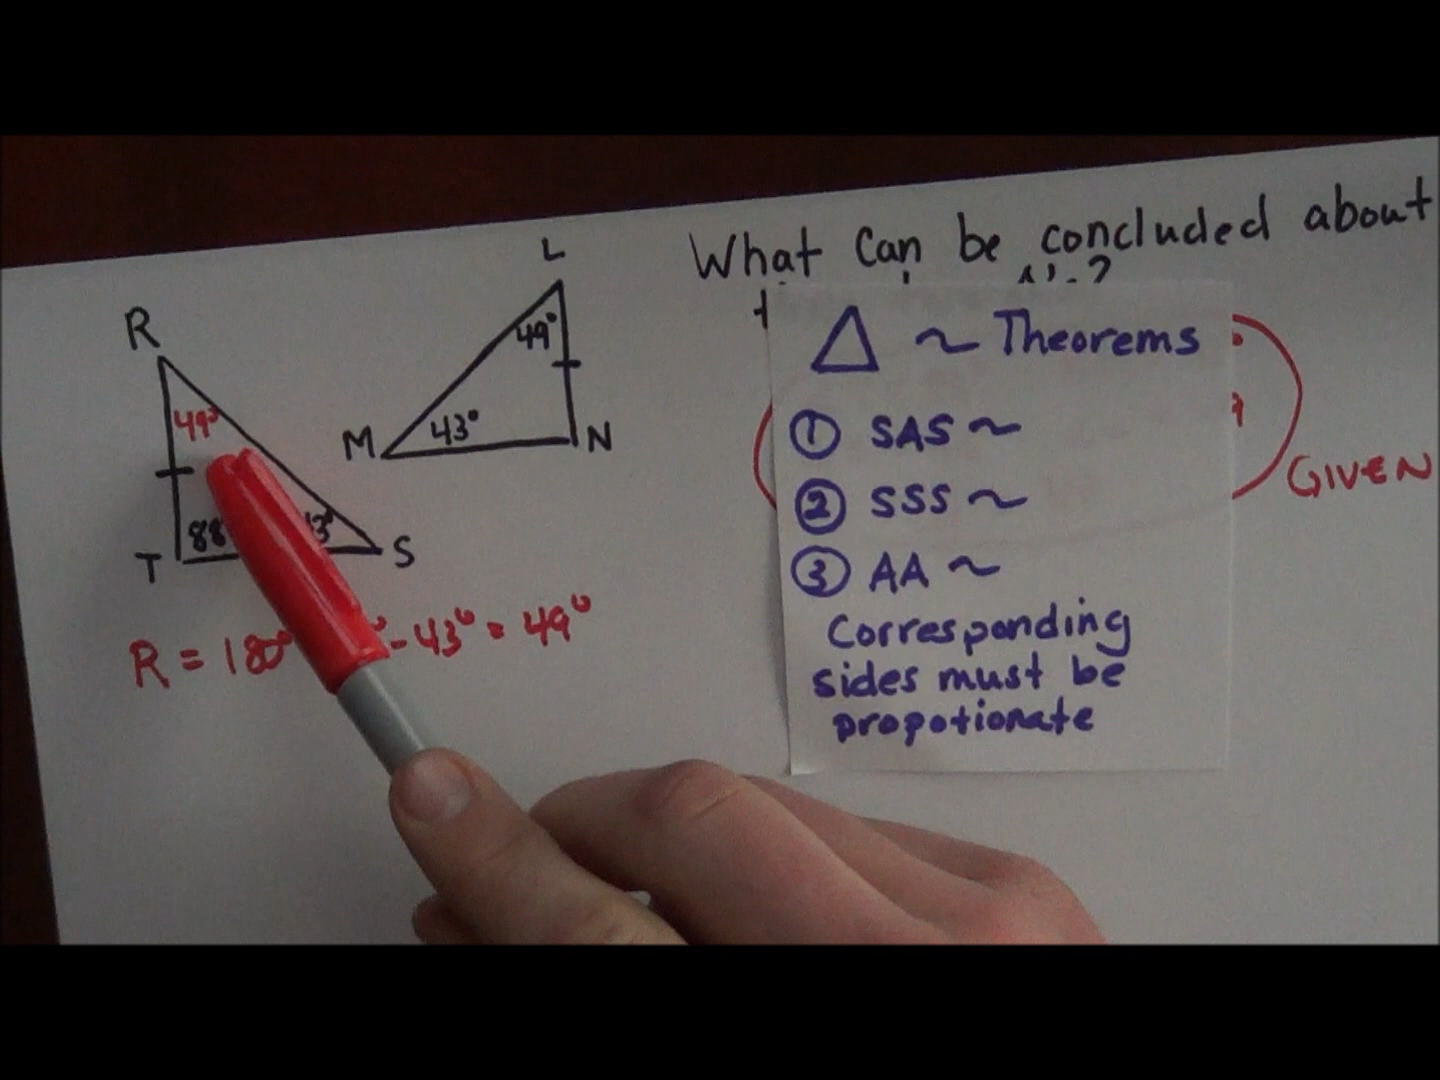 What can be concluded about
R
49°
88
T
S
L
49°
M
43°
N
R = 180° - 43° = 49°
△ ~ Theorems
① SAS ~
② SSS ~
③ AA ~
Corresponding
sides must be
propotionate
GIVEN